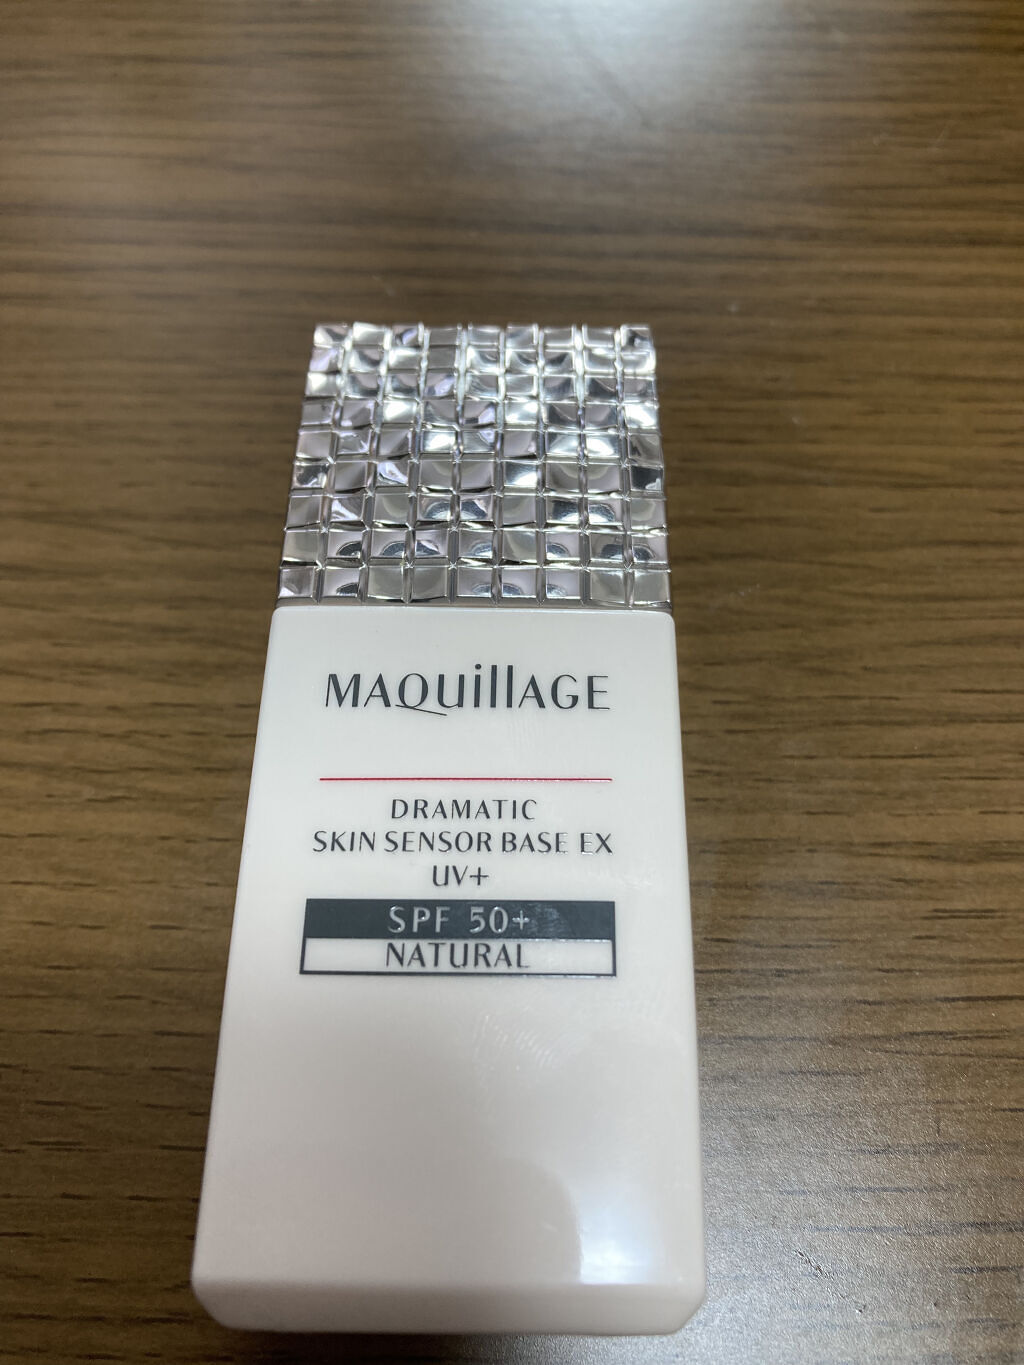 MAQuillAGE
DRAMATIC
SKIN SENSOR BASE EX
UV+
SPF 50+
NATURAL